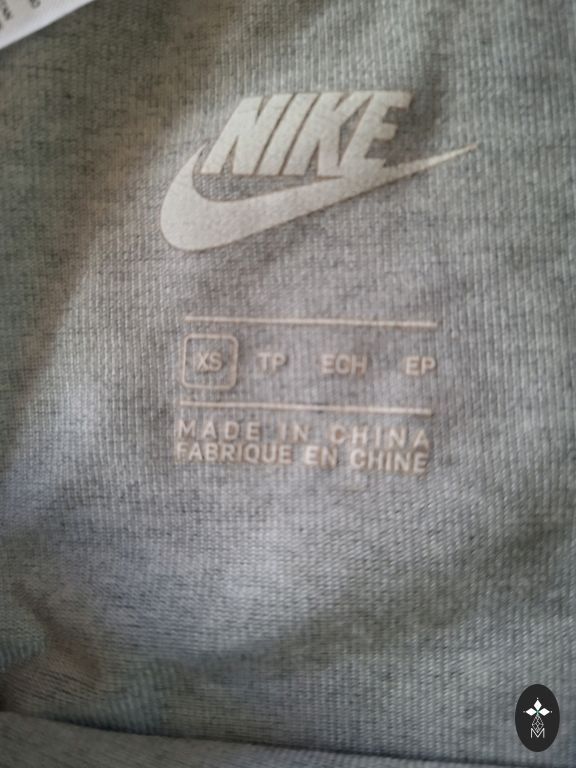 NIKE
XS TP ECH EP
MADE IN CHINA
FABRIQUE EN CHINE